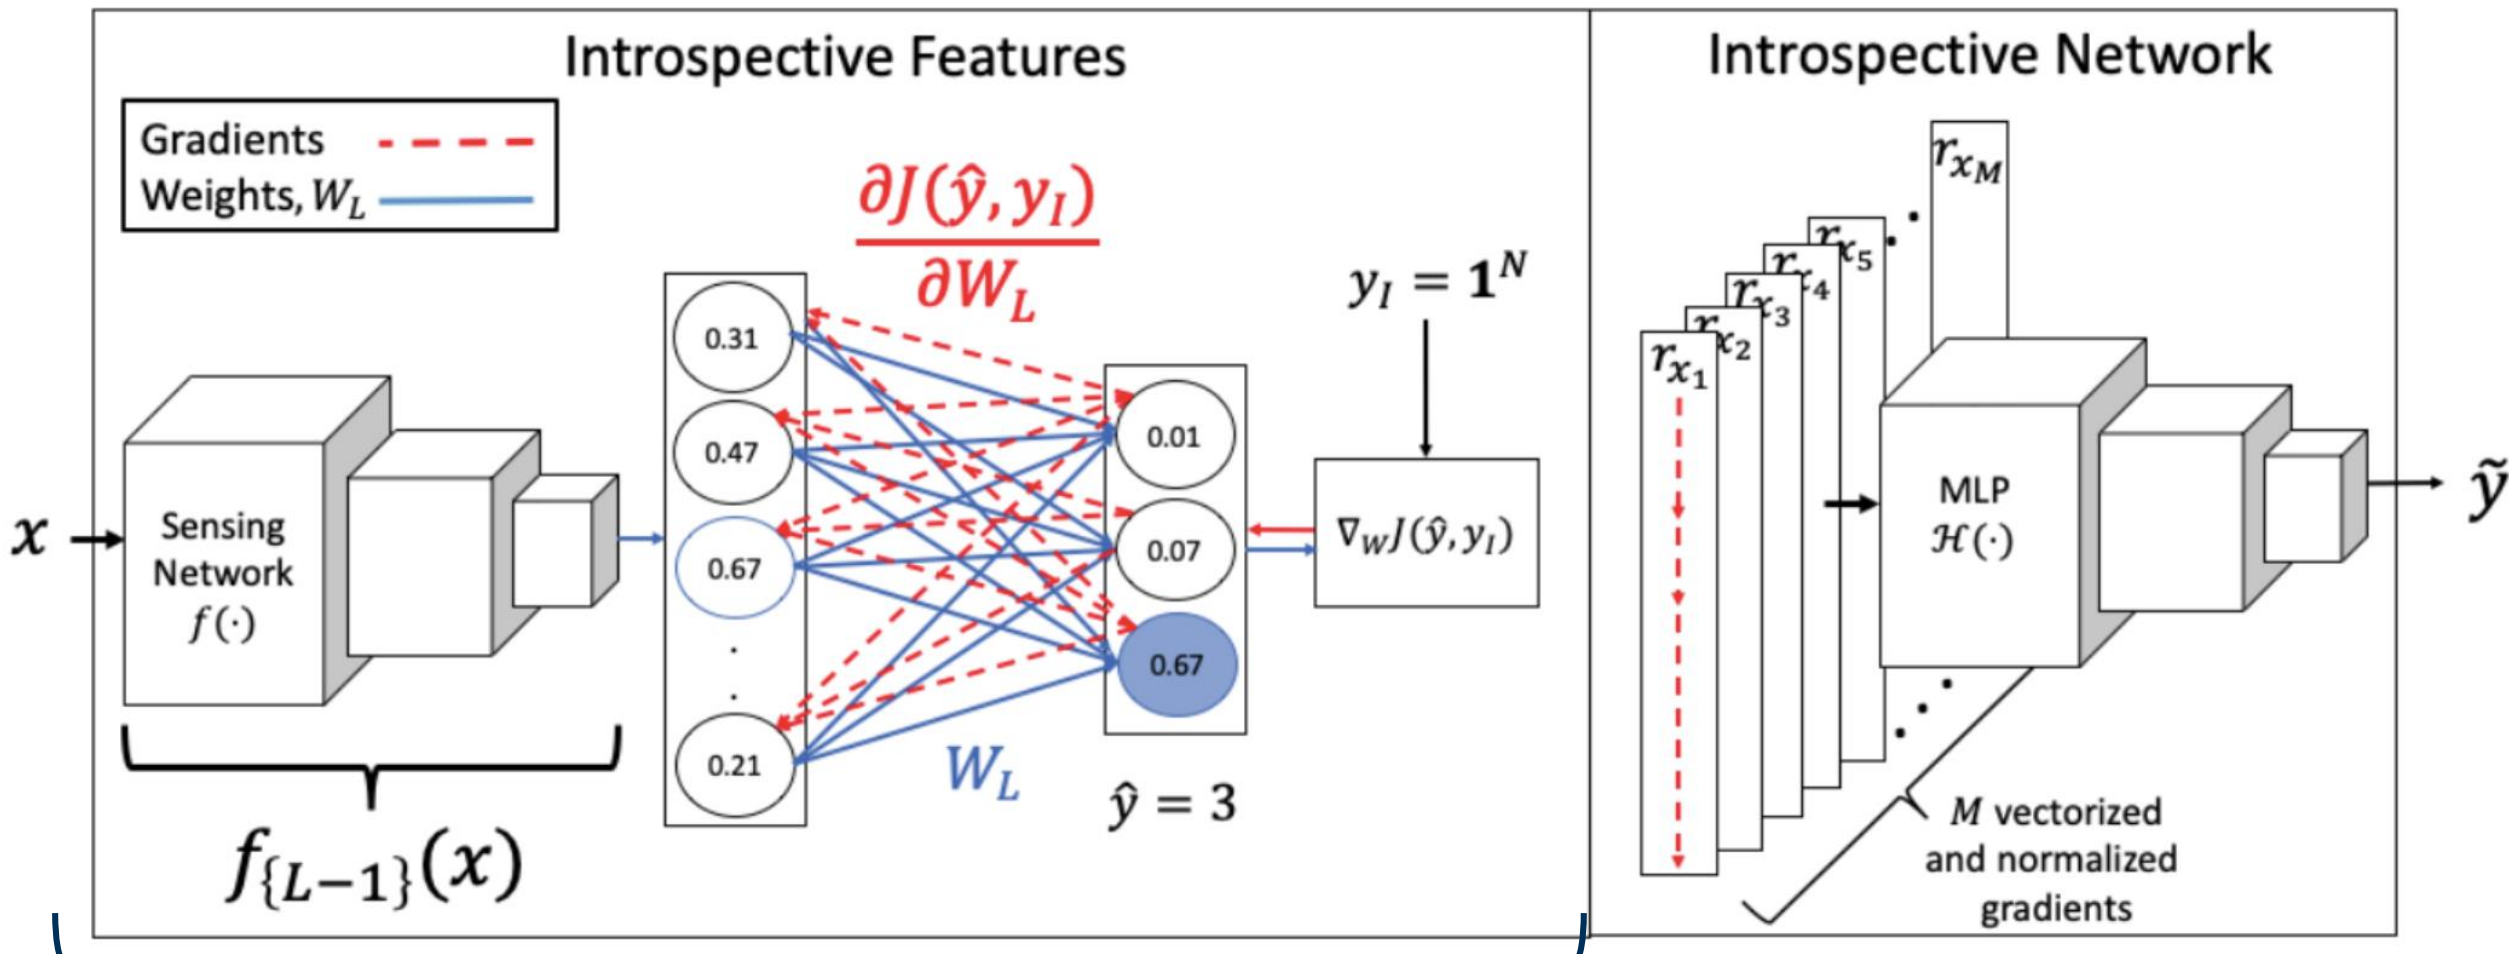 Introspective Features
Gradients
Weights, W_L
∂J(ŷ, y_I)
∂W_L
y_I = 1^N
x
Sensing
Network
f(·)
0.31
0.47
0.67
.
.
0.21
0.01
0.07
0.67
∇_W J(ŷ, y_I)
W_L
ŷ = 3
f_{L−1}(x)
Introspective Network
r_{x_M}
r_{x_5}
r_{x_4}
r_{x_3}
r_{x_2}
r_{x_1}
MLP
ℋ(·)
ỹ
M vectorized
and normalized
gradients